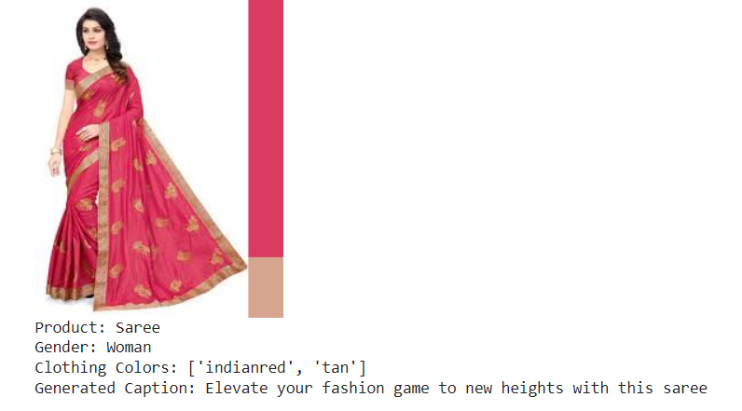 Product: Saree
Gender: Woman
Clothing Colors: ['indianred', 'tan']
Generated Caption: Elevate your fashion game to new heights with this saree